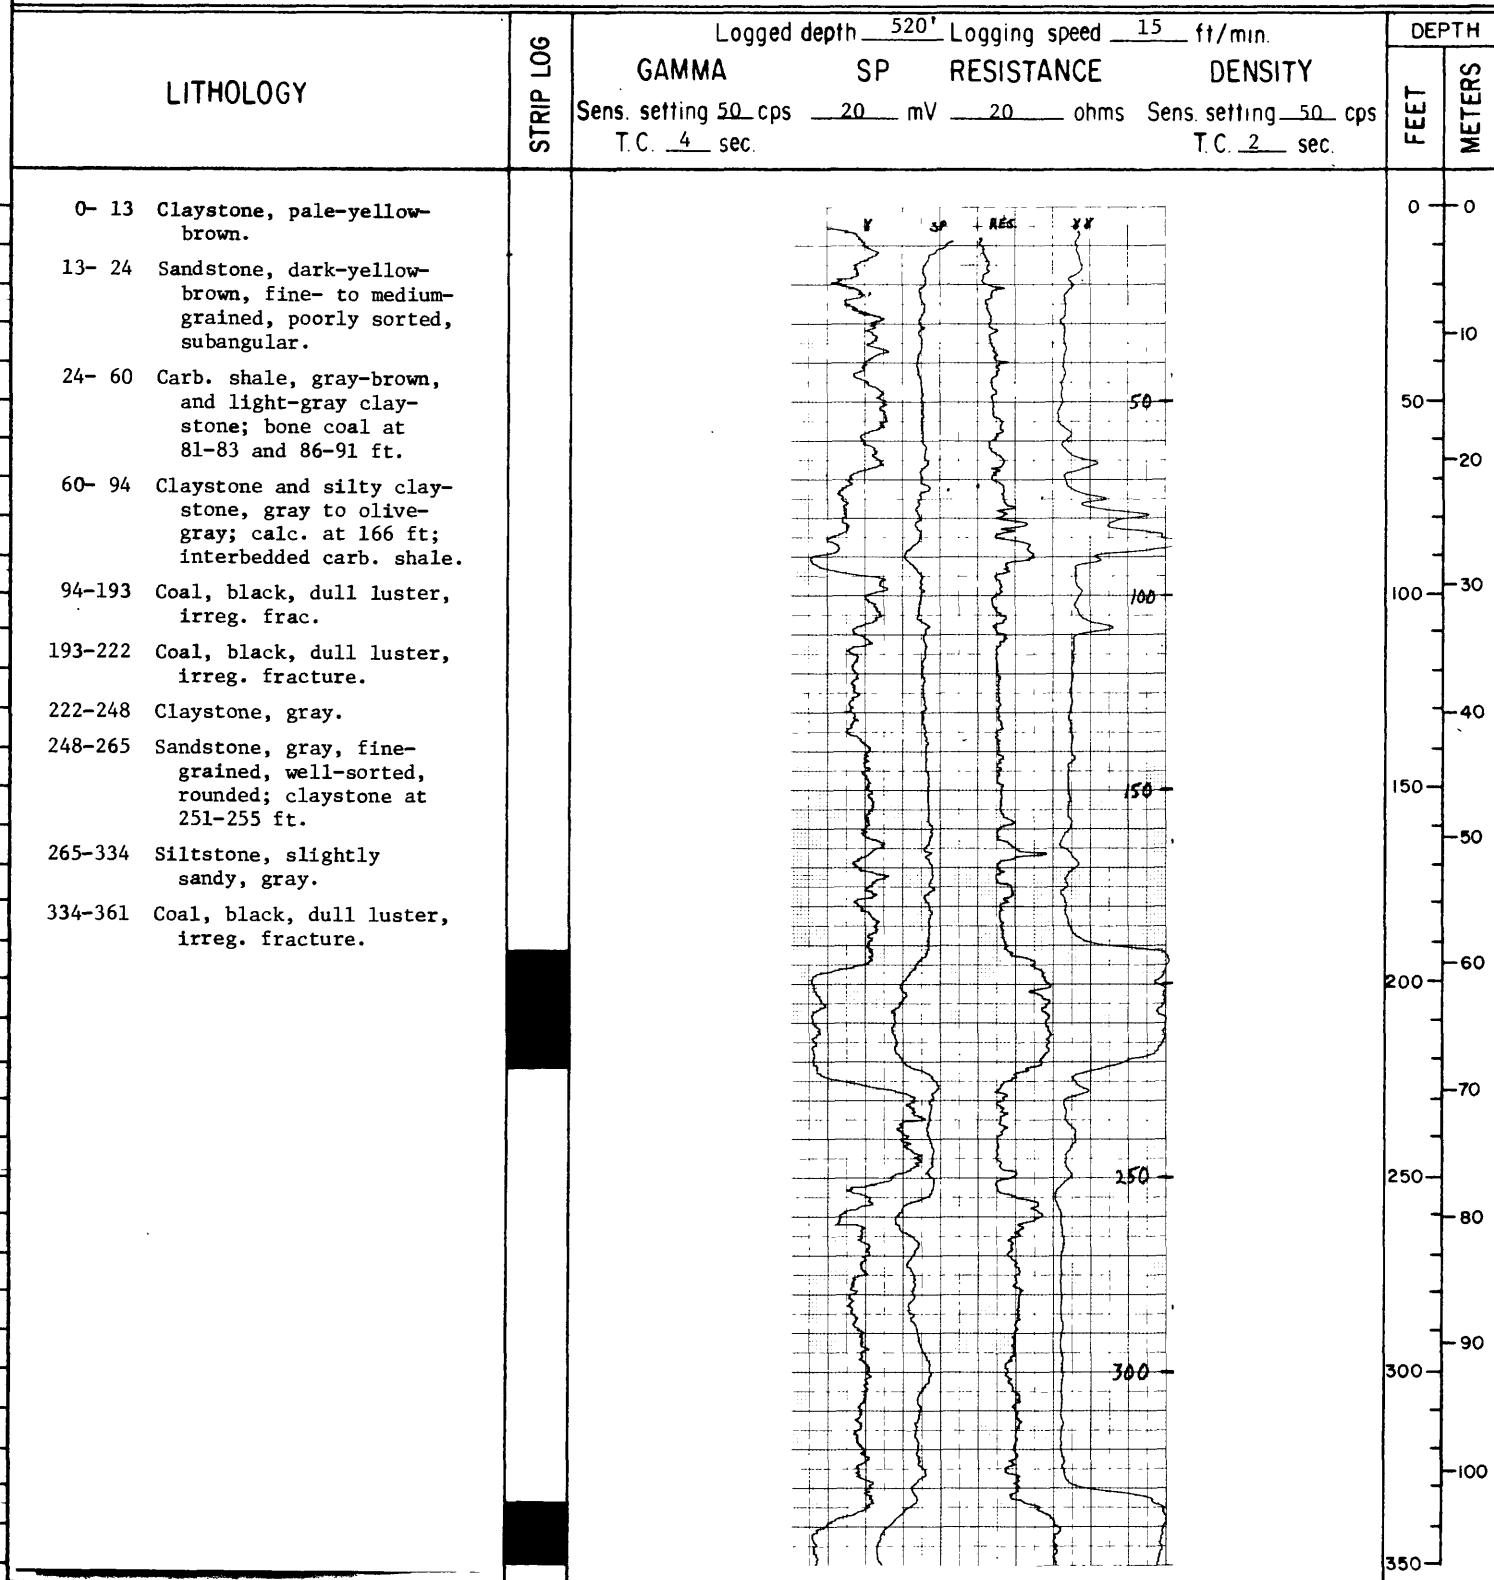 Logged depth 520' Logging speed 15 ft/min.
DEPTH
LITHOLOGY
STRIP LOG
GAMMA SP RESISTANCE DENSITY
FEET
METERS
Sens. setting 50 cps 20 mV 20 ohms Sens. setting 50 cps
T.C. 4 sec. T.C. 2 sec.
0- 13 Claystone, pale-yellow-
brown.
13- 24 Sandstone, dark-yellow-
brown, fine- to medium-
grained, poorly sorted,
subangular.
24- 60 Carb. shale, gray-brown,
and light-gray clay-
stone; bone coal at
81-83 and 86-91 ft.
60- 94 Claystone and silty clay-
stone, gray to olive-
gray; calc. at 166 ft;
interbedded carb. shale.
94-193 Coal, black, dull luster,
irreg. frac.
193-222 Coal, black, dull luster,
irreg. fracture.
222-248 Claystone, gray.
248-265 Sandstone, gray, fine-
grained, well-sorted,
rounded; claystone at
251-255 ft.
265-334 Siltstone, slightly
sandy, gray.
334-361 Coal, black, dull luster,
irreg. fracture.
γ SP + RES. γγ
50
100
150
250
300
0
50
100
150
200
250
300
350
0
10
20
30
40
50
60
70
80
90
100